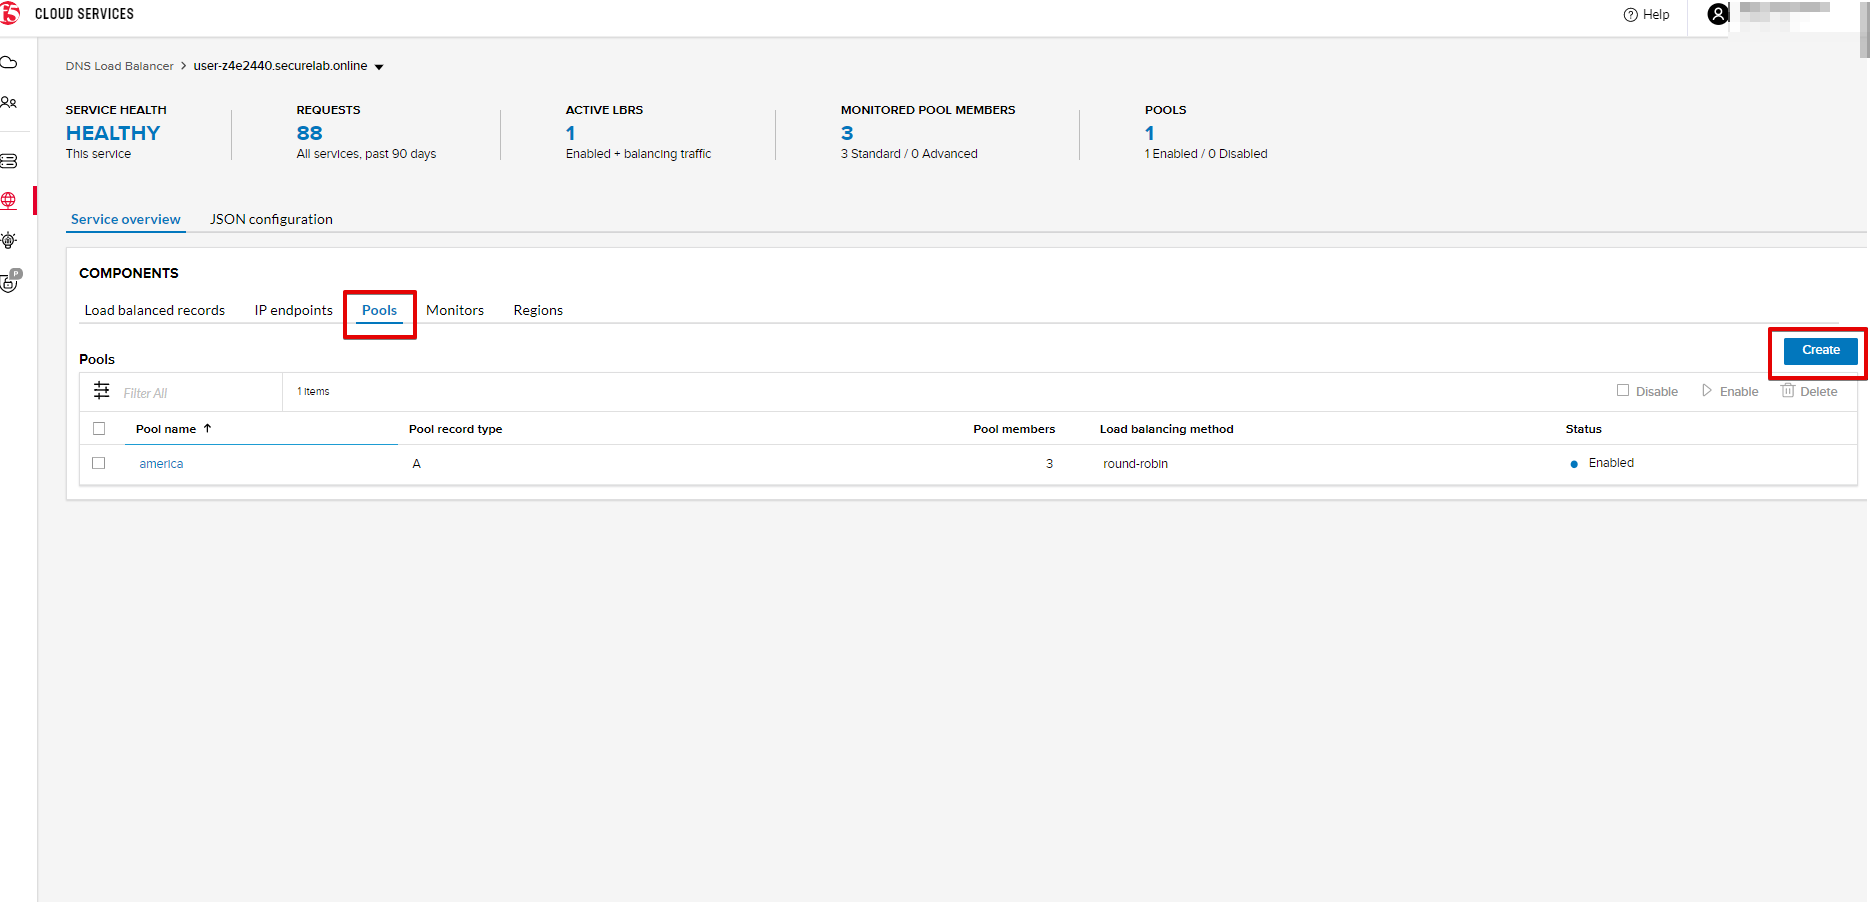 f5 CLOUD SERVICES
Help
DNS Load Balancer > user-z4e2440.securelab.online
SERVICE HEALTH
HEALTHY
This service
REQUESTS
88
All services, past 90 days
ACTIVE LBRS
1
Enabled + balancing traffic
MONITORED POOL MEMBERS
3
3 Standard / 0 Advanced
POOLS
1
1 Enabled / 0 Disabled
Service overview JSON configuration
COMPONENTS
Load balanced records IP endpoints Pools Monitors Regions
Pools
Create
Filter All 1 Items Disable Enable Delete
Pool name ↑ Pool record type Pool members Load balancing method Status
america A 3 round-robin Enabled
P